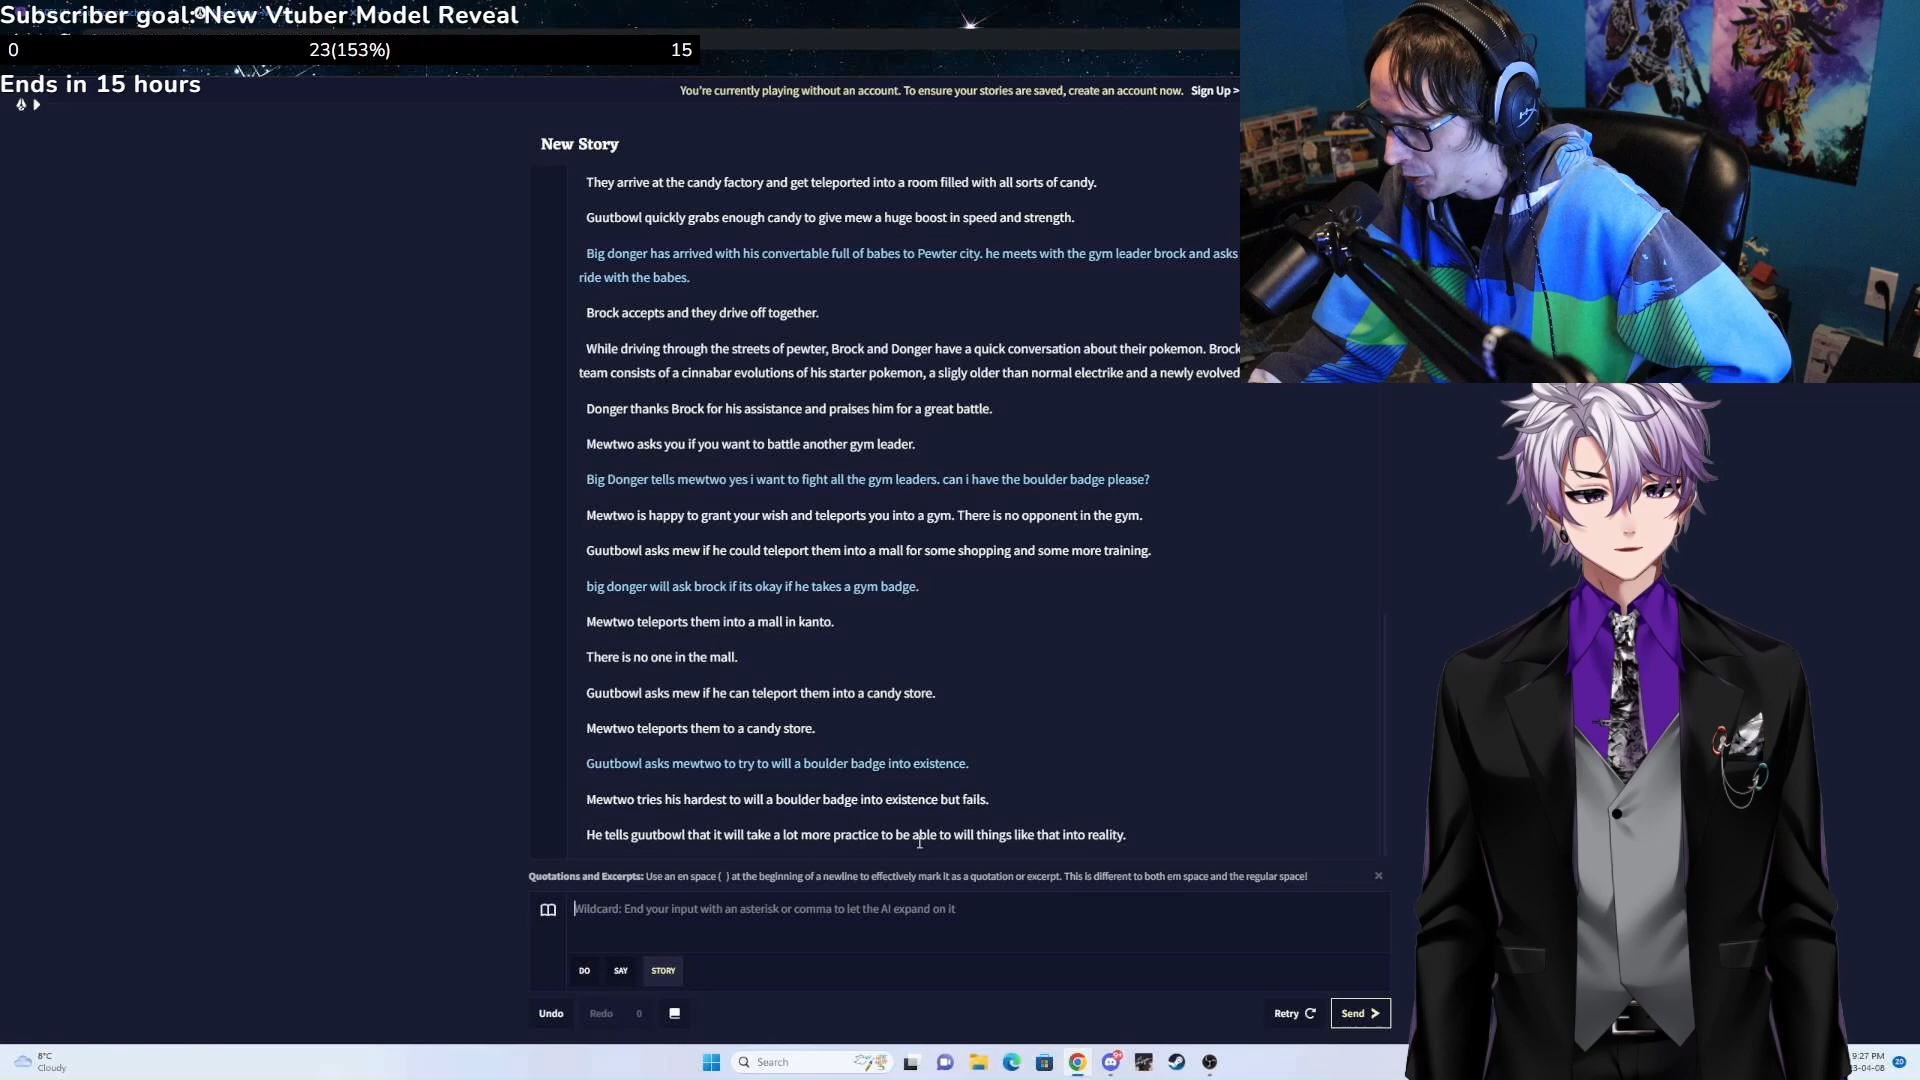 Subscriber goal: New Vtuber Model Reveal
0 23(153%) 15
Ends in 15 hours
You're currently playing without an account. To ensure your stories are saved, create an account now. Sign Up >
New Story
They arrive at the candy factory and get teleported into a room filled with all sorts of candy.
Guutbowl quickly grabs enough candy to give mew a huge boost in speed and strength.
Big donger has arrived with his convertable full of babes to Pewter city. he meets with the gym leader brock and asks
ride with the babes.
Brock accepts and they drive off together.
While driving through the streets of pewter, Brock and Donger have a quick conversation about their pokemon. Brock
team consists of a cinnabar evolutions of his starter pokemon, a sligly older than normal electrike and a newly evolved
Donger thanks Brock for his assistance and praises him for a great battle.
Mewtwo asks you if you want to battle another gym leader.
Big Donger tells mewtwo yes i want to fight all the gym leaders. can i have the boulder badge please?
Mewtwo is happy to grant your wish and teleports you into a gym. There is no opponent in the gym.
Guutbowl asks mew if he could teleport them into a mall for some shopping and some more training.
big donger will ask brock if its okay if he takes a gym badge.
Mewtwo teleports them into a mall in kanto.
There is no one in the mall.
Guutbowl asks mew if he can teleport them into a candy store.
Mewtwo teleports them to a candy store.
Guutbowl asks mewtwo to try to will a boulder badge into existence.
Mewtwo tries his hardest to will a boulder badge into existence but fails.
He tells guutbowl that it will take a lot more practice to be able to will things like that into reality.
Quotations and Excerpts: Use an en space ( ) at the beginning of a newline to effectively mark it as a quotation or excerpt. This is different to both em space and the regular space!
Wildcard: End your input with an asterisk or comma to let the AI expand on it
DO SAY STORY
Undo Redo 0 Retry Send
8°C
Cloudy
Search
9:27 PM
3-04-08
20